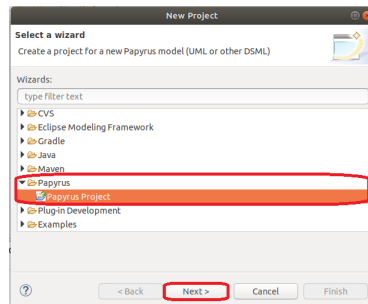 New Project
Select a wizard
Create a project for a new Papyrus model (UML or other DSML)
Wizards:
type filter text
CVS
Eclipse Modeling Framework
Gradle
Java
Maven
Papyrus
Papyrus Project
Plug-in Development
Examples
? < Back Next > Cancel Finish